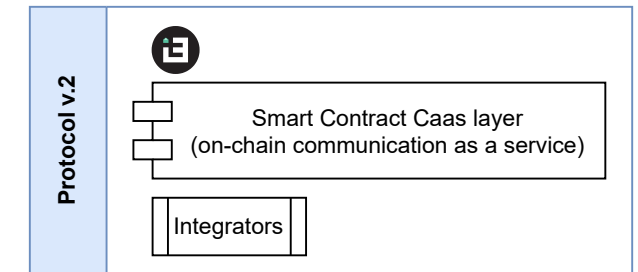 Protocol v.2
Smart Contract Caas layer
(on-chain communication as a service)
Integrators